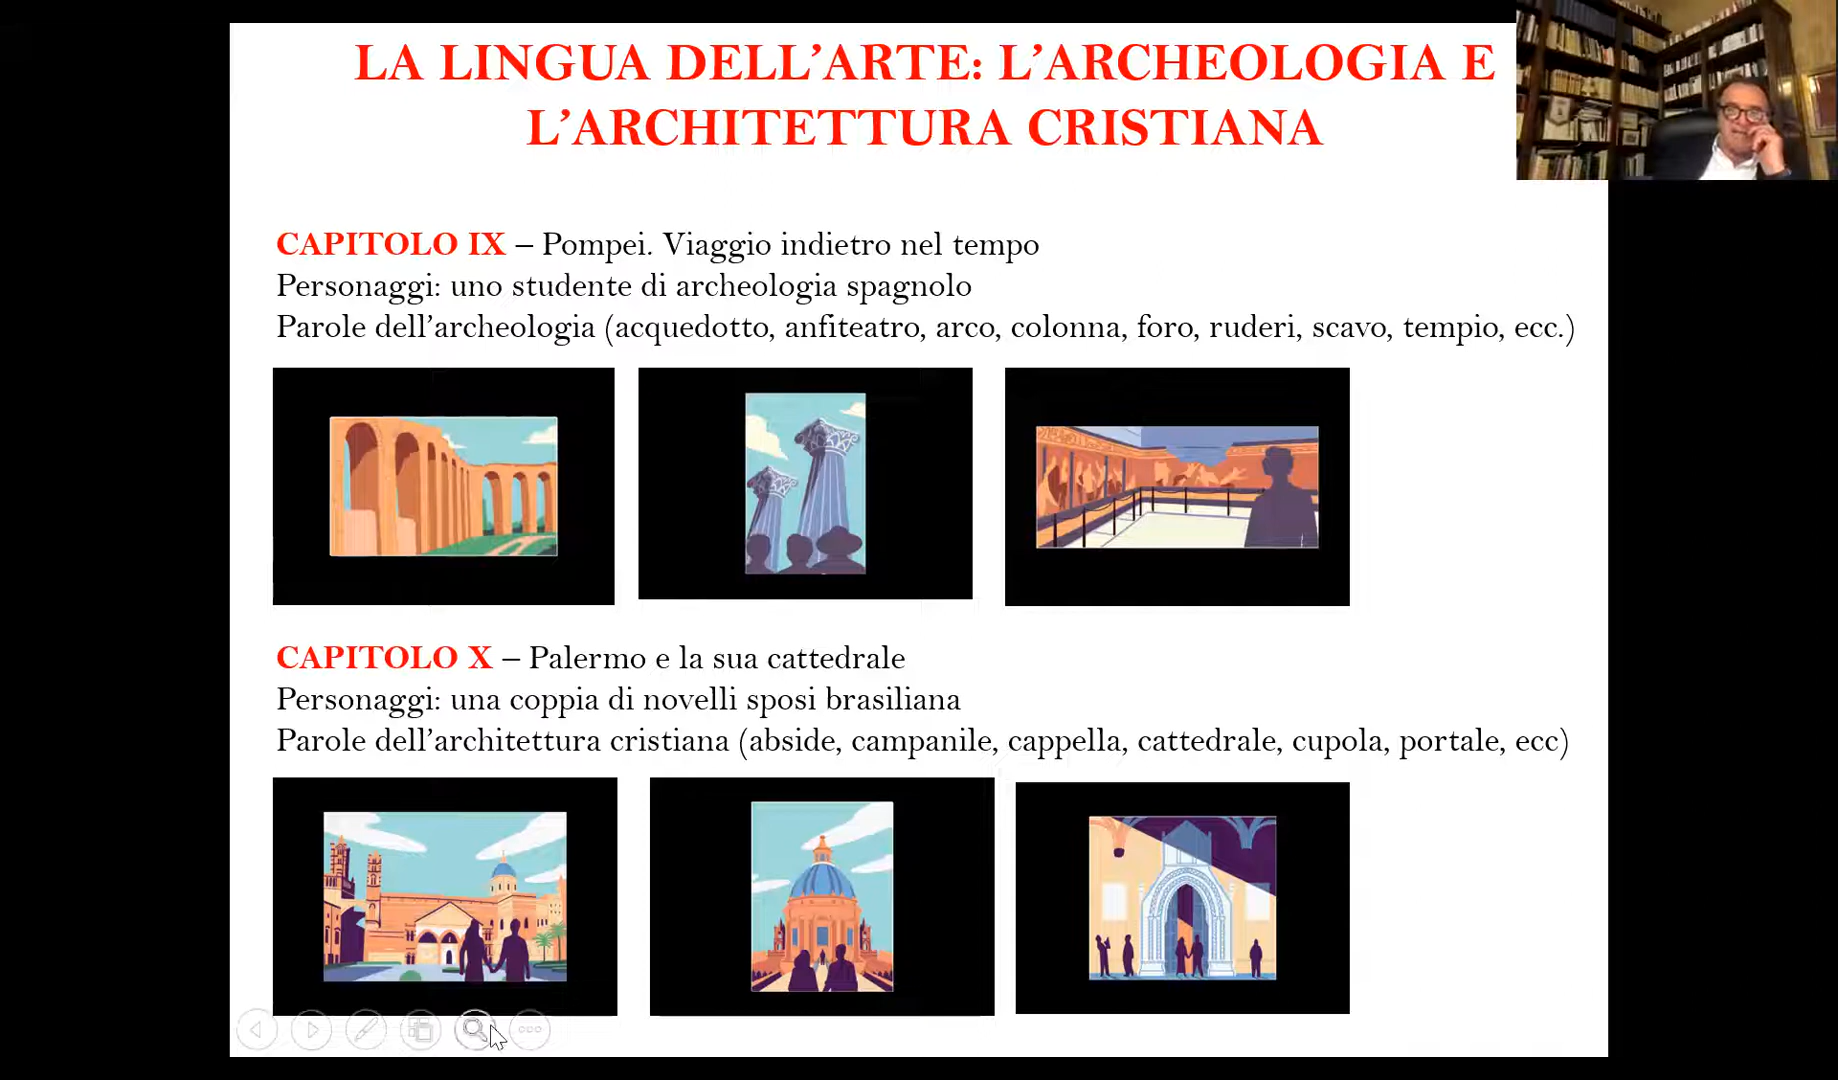 LA LINGUA DELL’ARTE: L’ARCHEOLOGIA E
L’ARCHITETTURA CRISTIANA
CAPITOLO IX – Pompei. Viaggio indietro nel tempo
Personaggi: uno studente di archeologia spagnolo
Parole dell’archeologia (acquedotto, anfiteatro, arco, colonna, foro, ruderi, scavo, tempio, ecc.)
CAPITOLO X – Palermo e la sua cattedrale
Personaggi: una coppia di novelli sposi brasiliana
Parole dell’architettura cristiana (abside, campanile, cappella, cattedrale, cupola, portale, ecc)